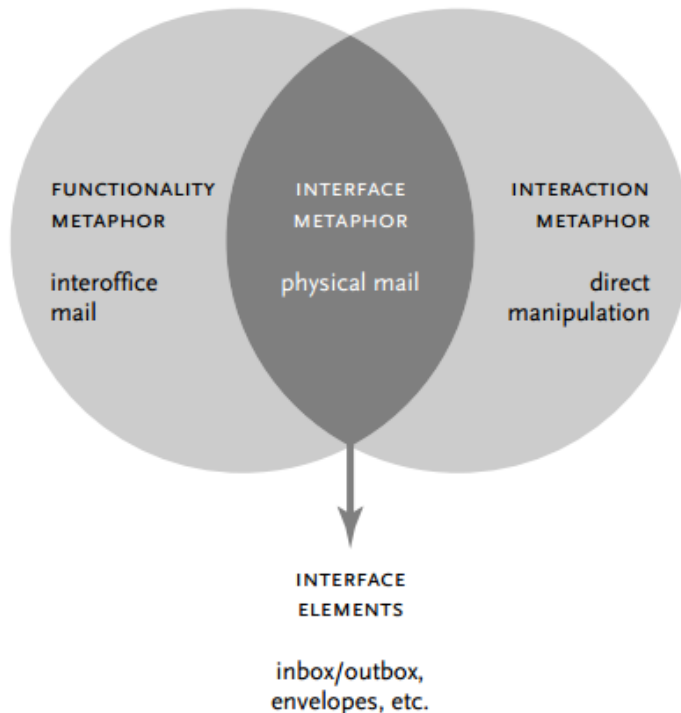 FUNCTIONALITY
METAPHOR
interoffice
mail
INTERFACE
METAPHOR
physical mail
INTERACTION
METAPHOR
direct
manipulation
INTERFACE
ELEMENTS
inbox/outbox,
envelopes, etc.